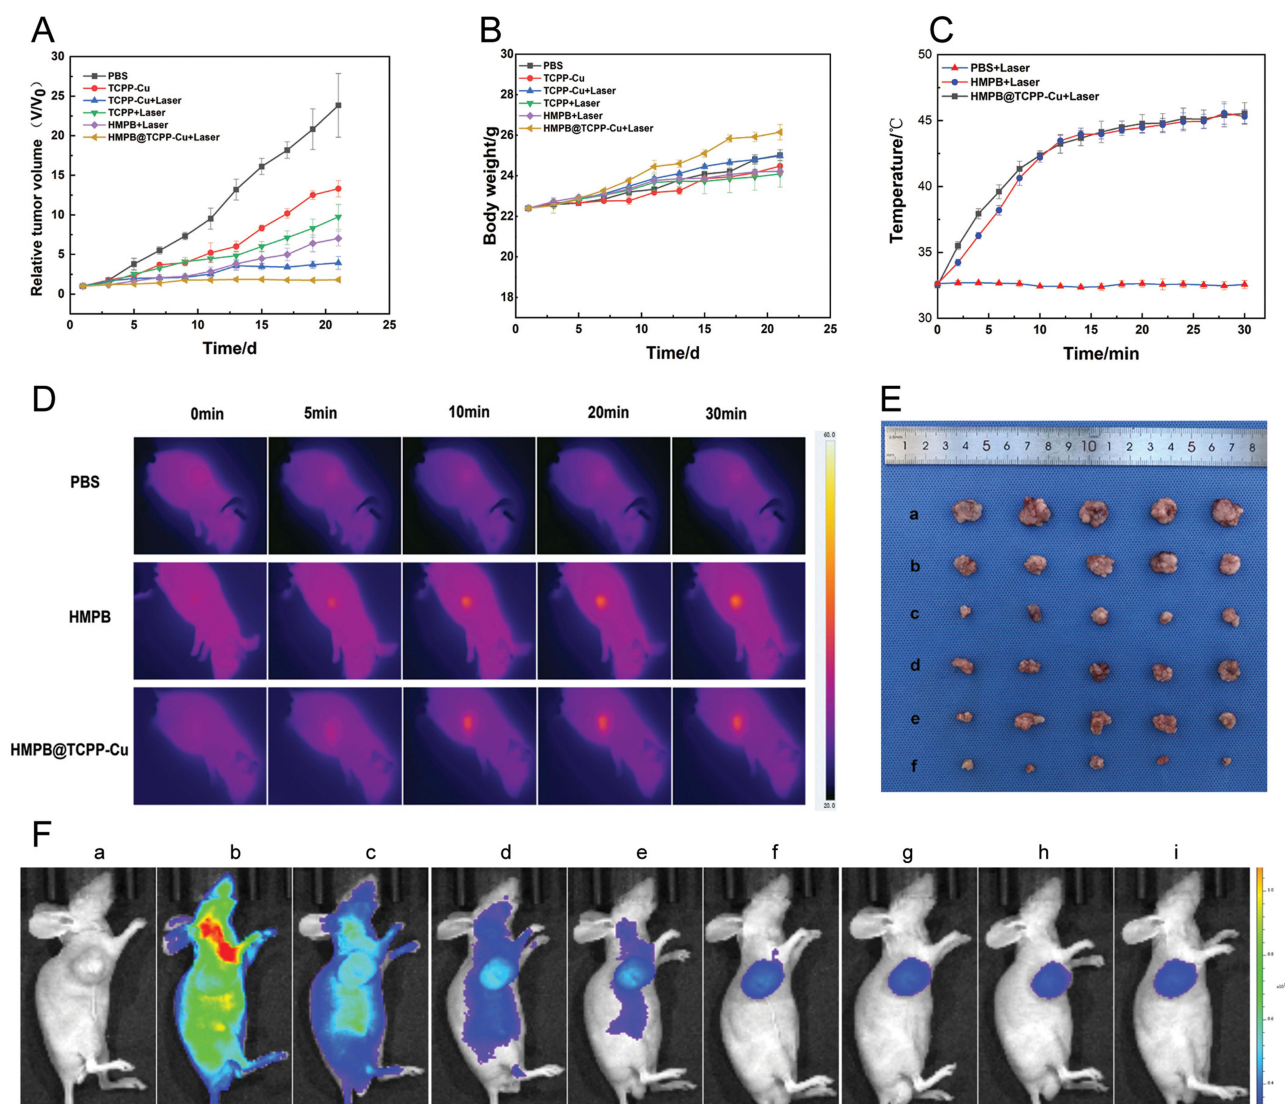 A
B
C
30
25
20
15
10
5
0
0
5
10
15
20
25
Relative tumor volume (V/V0)
Time/d
PBS
TCPP-Cu
TCPP-Cu+Laser
TCPP+Laser
HMPB+Laser
HMPB@TCPP-Cu+Laser
30
28
26
24
22
20
18
0
5
10
15
20
25
Body weight/g
Time/d
PBS
TCPP-Cu
TCPP-Cu+Laser
TCPP+Laser
HMPB+Laser
HMPB@TCPP-Cu+Laser
50
45
40
35
30
0
5
10
15
20
25
30
Temperature/℃
Time/min
PBS+Laser
HMPB+Laser
HMPB@TCPP-Cu+Laser
D
0min
5min
10min
20min
30min
PBS
HMPB
HMPB@TCPP-Cu
60.0
20.0
E
1 2 3 4 5 6 7 8 9 10 1 2 3 4 5 6 7 8
a
b
c
d
e
f
F
a
b
c
d
e
f
g
h
i